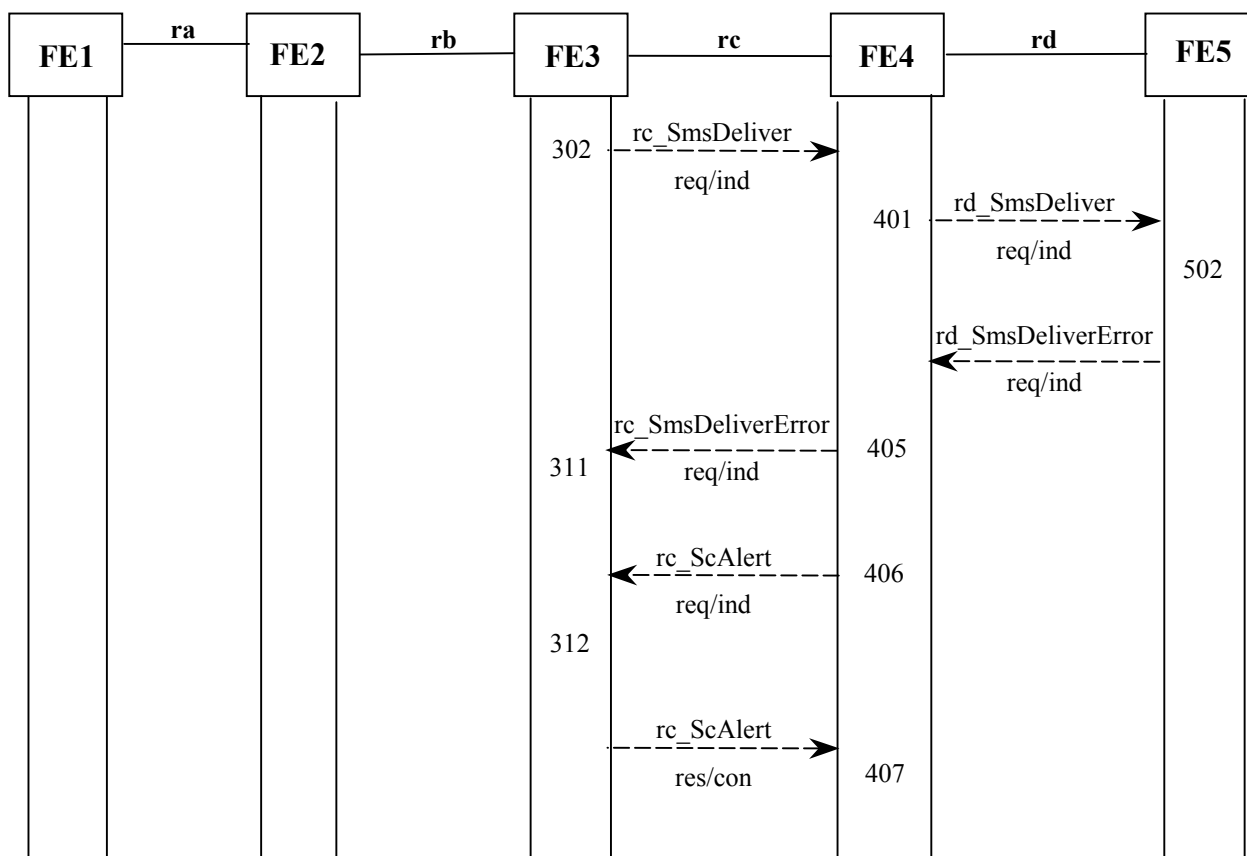 ra
rb
rc
rd
FE1
FE2
FE3
FE4
FE5
rc_SmsDeliver
302
req/ind
rd_SmsDeliver
401
req/ind
502
rd_SmsDeliverError
req/ind
rc_SmsDeliverError
405
311
req/ind
rc_ScAlert
406
req/ind
312
rc_ScAlert
407
res/con